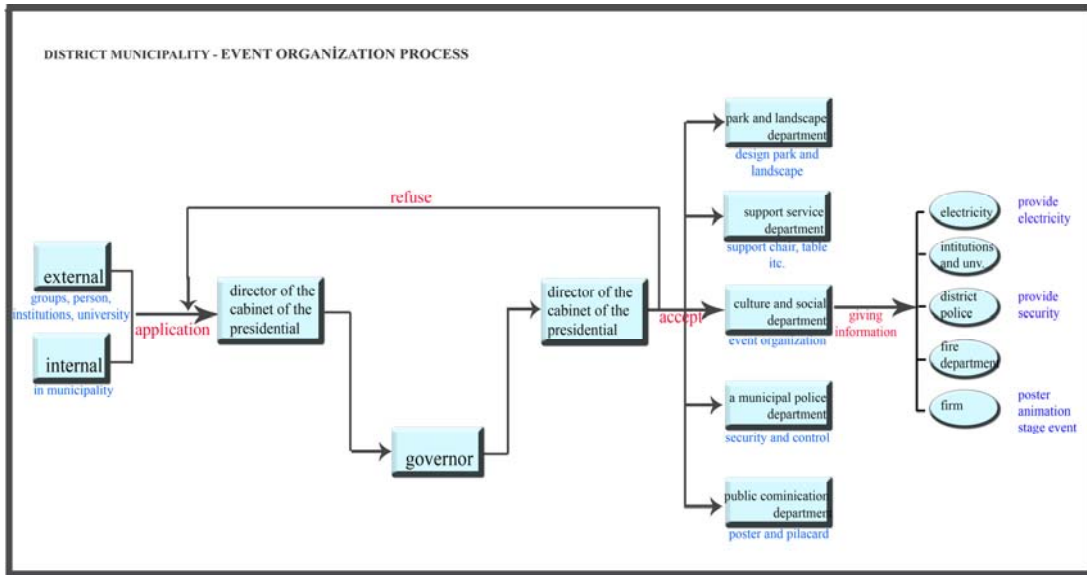 DISTRICT MUNICIPALITY - EVENT ORGANİZATION PROCESS
external
groups, person,
institutions, university
internal
in municipality
application
refuse
director of the
cabinet of the
presidential
governor
director of the
cabinet of the
presidential
accept
park and landscape
department
design park and
landscape
support service
department
support chair, table
itc.
culture and social
department
event organization
a municipal police
department
security and control
public cominication
department
poster and pilacard
giving
information
electricity
provide
electricity
intitutions
and unv.
district
police
provide
security
fire
department
firm
poster
animation
stage event